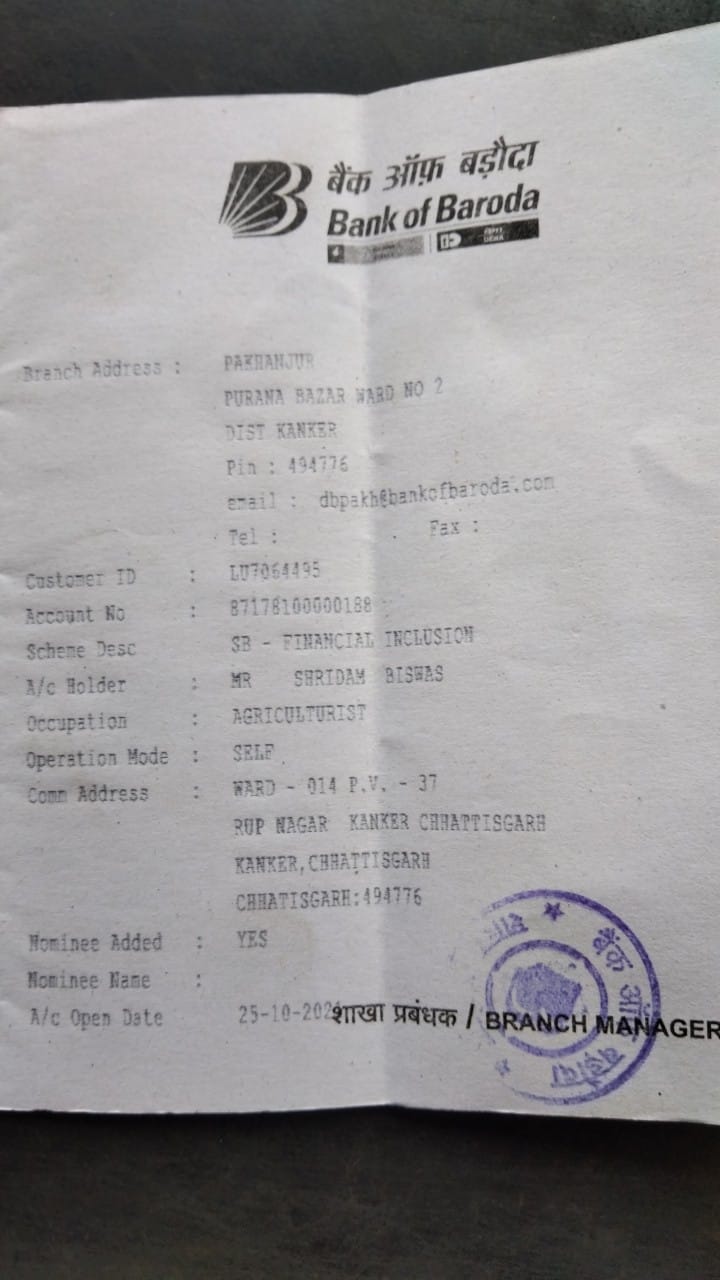 बैंक ऑफ़ बड़ौदा
Bank of Baroda
Branch Address : PAKHANJUR
PURANA BAZAR WARD NO 2
DIST KANKER
Pin : 494776
email : dbpakh@bankofbaroda.com
Tel : Fax :
Customer ID : LU7064495
Account No : 87178100000188
Scheme Desc SB - FINANCIAL INCLUSION
A/c Holder : MR SHRIDAM BISWAS
Occupation : AGRICULTURIST
Operation Mode : SELF
Comm Address : WARD - 014 P.V. - 37
RUP NAGAR KANKER CHHATTISGARH
KANKER,CHHATTISGARH
CHHATISGARH:494776
Nominee Added : YES
Nominee Name :
A/c Open Date 25-10-
शाखा प्रबंधक / BRANCH MANAGER
बैंक ऑफ़ बड़ौदा